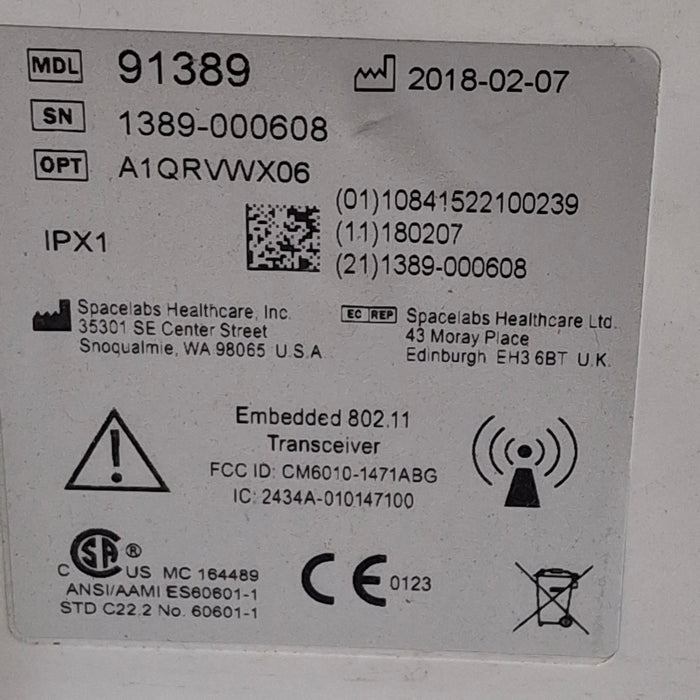 MDL 91389 2018-02-07
SN 1389-000608
OPT A1QRVWX06
IPX1
(01)10841522100239
(11)180207
(21)1389-000608
Spacelabs Healthcare, Inc.
35301 SE Center Street
Snoqualmie, WA 98065 U.S.A.
EC REP Spacelabs Healthcare Ltd.
43 Moray Place
Edinburgh EH3 6BT U.K.
Embedded 802.11
Transceiver
FCC ID: CM6010-1471ABG
IC: 2434A-010147100
C SA ® US MC 164489
ANSI/AAMI ES60601-1
STD C22.2 No. 60601-1
CE 0123